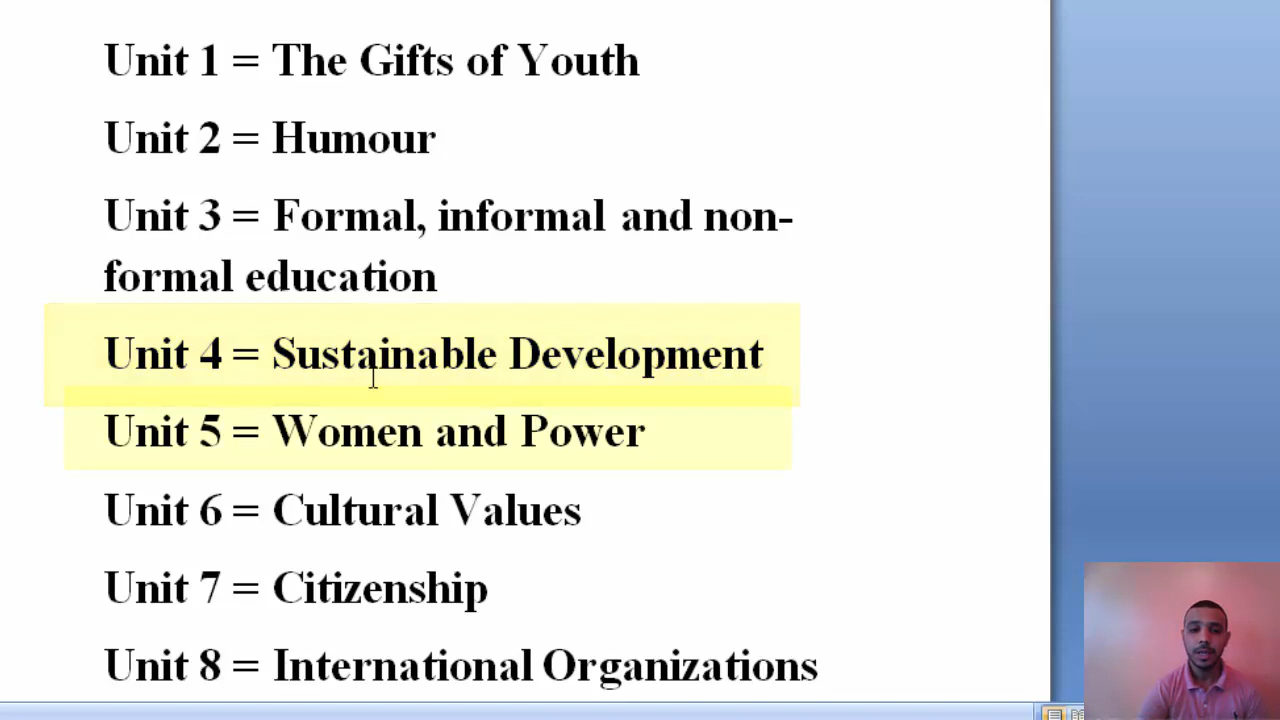 Unit 1 = The Gifts of Youth
Unit 2 = Humour
Unit 3 = Formal, informal and non-
formal education
Unit 4 = Sustainable Development
Unit 5 = Women and Power
Unit 6 = Cultural Values
Unit 7 = Citizenship
Unit 8 = International Organizations